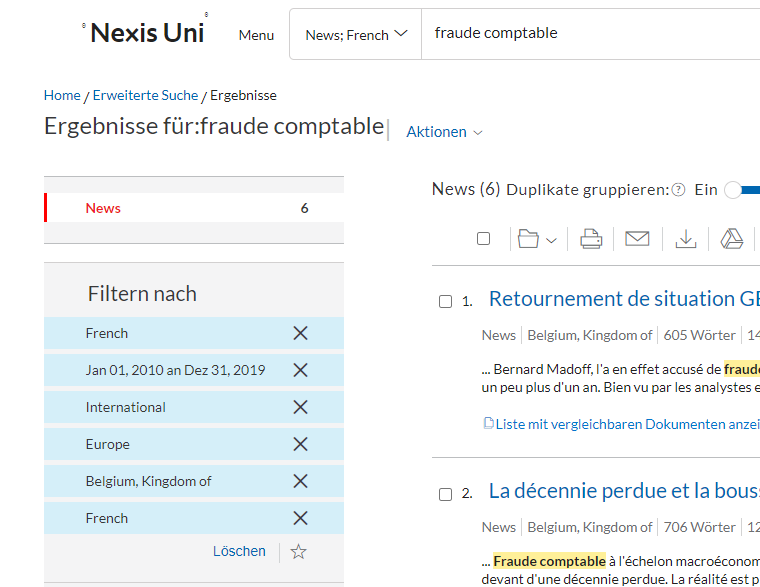 ® Nexis Uni ®
Menu
News; French
fraude comptable
Home / Erweiterte Suche / Ergebnisse
Ergebnisse für:fraude comptable
Aktionen
News 6
Filtern nach
French
Jan 01, 2010 an Dez 31, 2019
International
Europe
Belgium, Kingdom of
French
Löschen
News (6) Duplikate gruppieren: ? Ein
1. Retournement de situation
News Belgium, Kingdom of 605 Wörter
... Bernard Madoff, l'a en effet accusé de fraude
un peu plus d'un an. Bien vu par les analystes
Liste mit vergleichbaren Dokumenten
2. La décennie perdue et la
News Belgium, Kingdom of 706 Wörter
... Fraude comptable à l'échelon
devant d'une décennie perdue. La réalité est